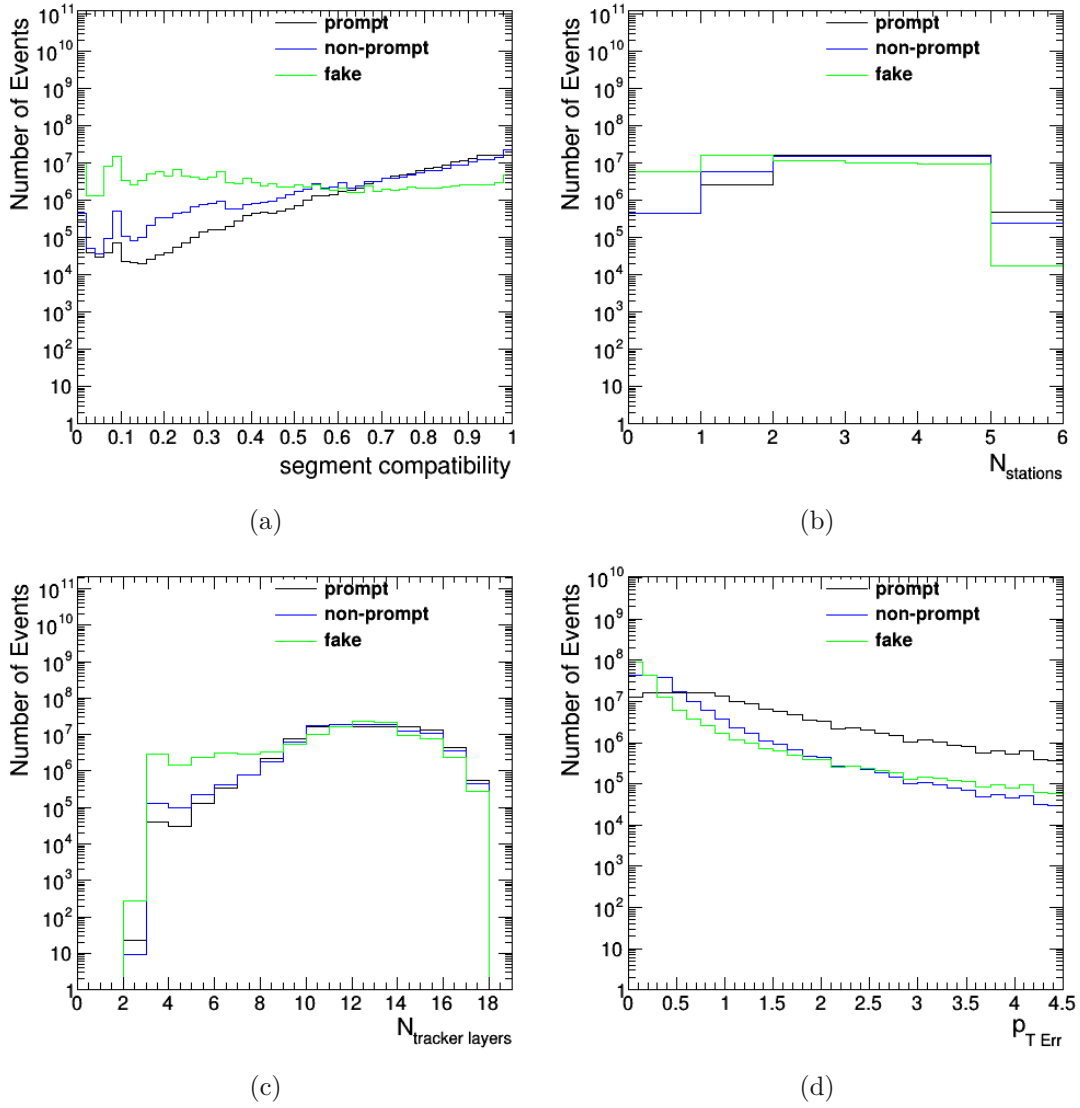 Number of Events
10^11
10^10
10^9
10^8
10^7
10^6
10^5
10^4
10^3
10^2
10
1
prompt
non-prompt
fake
0 0.1 0.2 0.3 0.4 0.5 0.6 0.7 0.8 0.9 1
segment compatibility
(a)
Number of Events
10^11
10^10
10^9
10^8
10^7
10^6
10^5
10^4
10^3
10^2
10
1
prompt
non-prompt
fake
0 1 2 3 4 5 6
N_stations
(b)
Number of Events
10^11
10^10
10^9
10^8
10^7
10^6
10^5
10^4
10^3
10^2
10
1
prompt
non-prompt
fake
0 2 4 6 8 10 12 14 16 18
N_tracker layers
(c)
Number of Events
10^10
10^9
10^8
10^7
10^6
10^5
10^4
10^3
10^2
10
1
prompt
non-prompt
fake
0 0.5 1 1.5 2 2.5 3 3.5 4 4.5
p_T Err
(d)